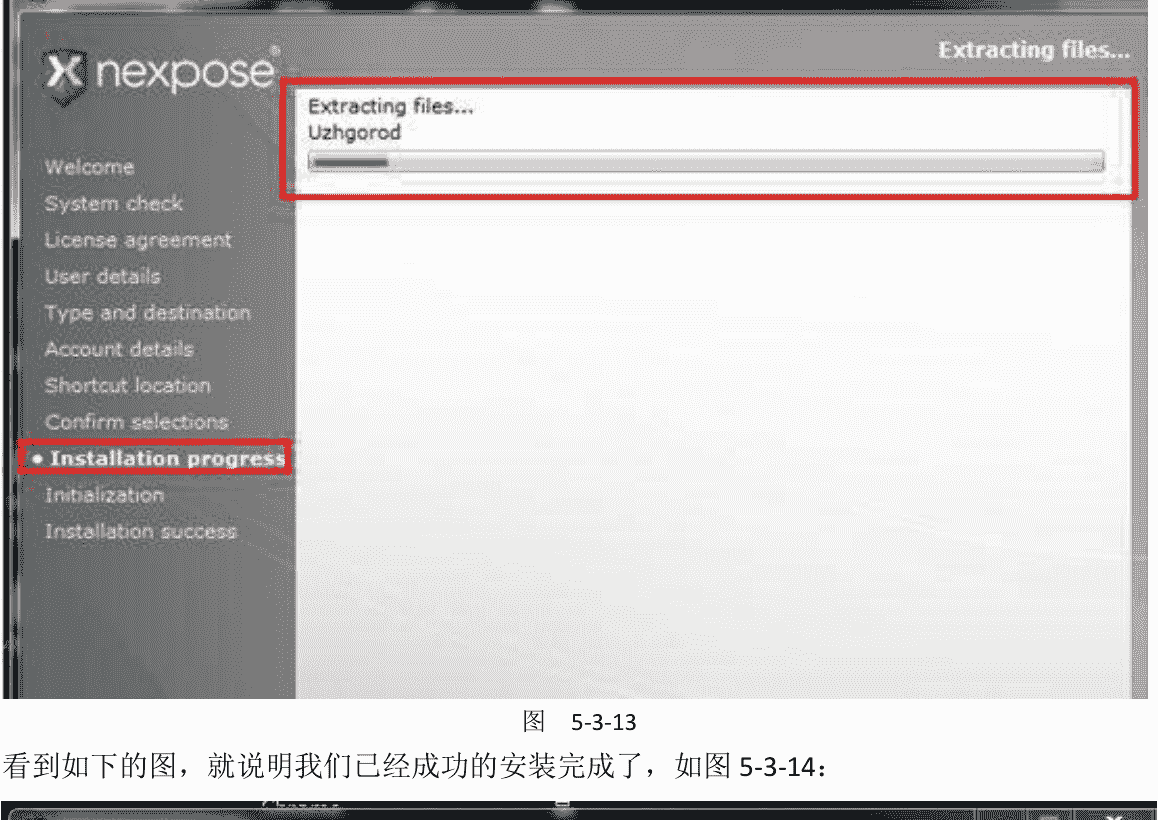 nexpose®
Extracting files...
Extracting files...
Uzhgorod
Welcome
System check
License agreement
User details
Type and destination
Account details
Shortcut location
Confirm selections
• Installation progress
Initialization
Installation success
图 5-3-13
看到如下的图，就说明我们已经成功的安装完成了，如图 5-3-14：